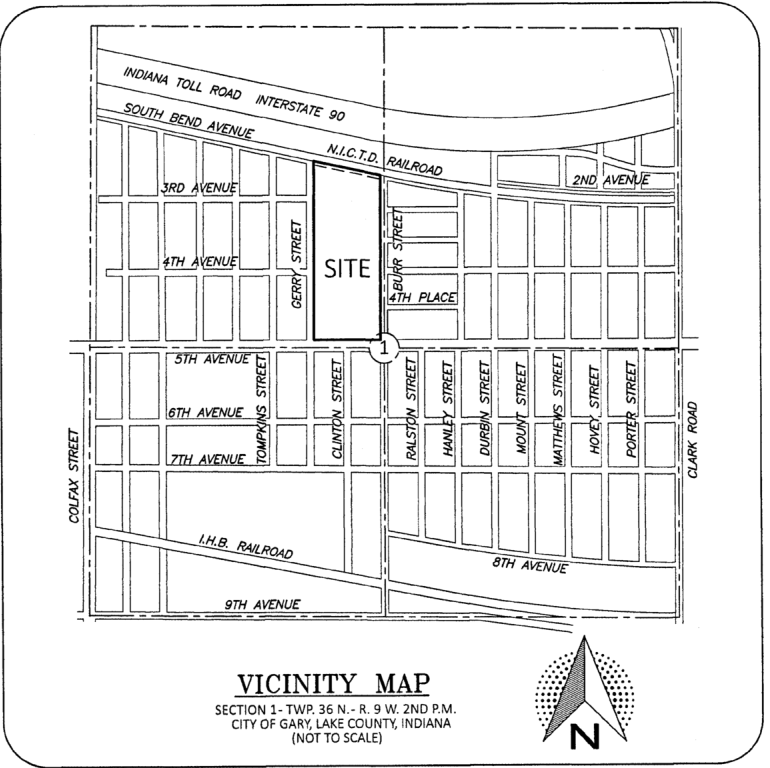 INDIANA TOLL ROAD INTERSTATE 90
SOUTH BEND AVENUE
N.I.C.T.D. RAILROAD
2ND AVENUE
3RD AVENUE
4TH AVENUE
GERRY STREET
SITE
BURR STREET
4TH PLACE
1
5TH AVENUE
6TH AVENUE
7TH AVENUE
COLFAX STREET
TOMPKINS STREET
CLINTON STREET
RALSTON STREET
HANLEY STREET
DURBIN STREET
MOUNT STREET
MATTHEWS STREET
HOVEY STREET
PORTER STREET
CLARK ROAD
I.H.B. RAILROAD
8TH AVENUE
9TH AVENUE
VICINITY MAP
SECTION 1- TWP. 36 N.- R. 9 W. 2ND P.M.
CITY OF GARY, LAKE COUNTY, INDIANA
(NOT TO SCALE)
N